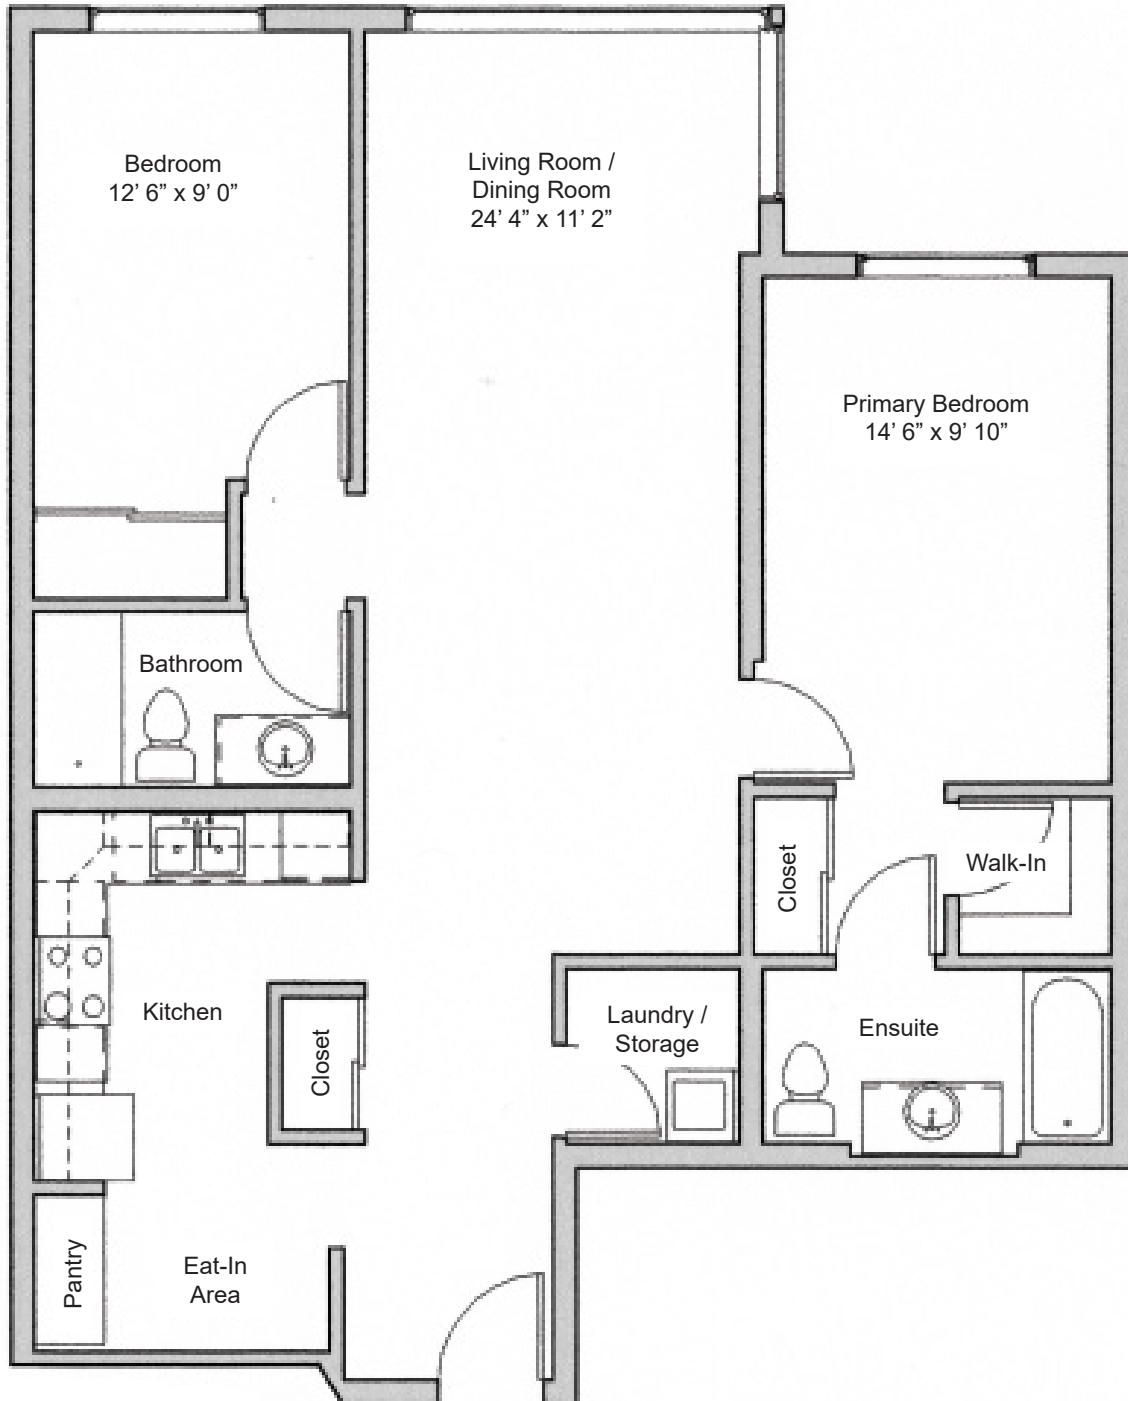 Bedroom
12’ 6” x 9’ 0”
Living Room /
Dining Room
24’ 4” x 11’ 2”
Primary Bedroom
14’ 6” x 9’ 10”
Bathroom
Closet
Walk-In
Kitchen
Closet
Laundry /
Storage
Ensuite
Pantry
Eat-In
Area